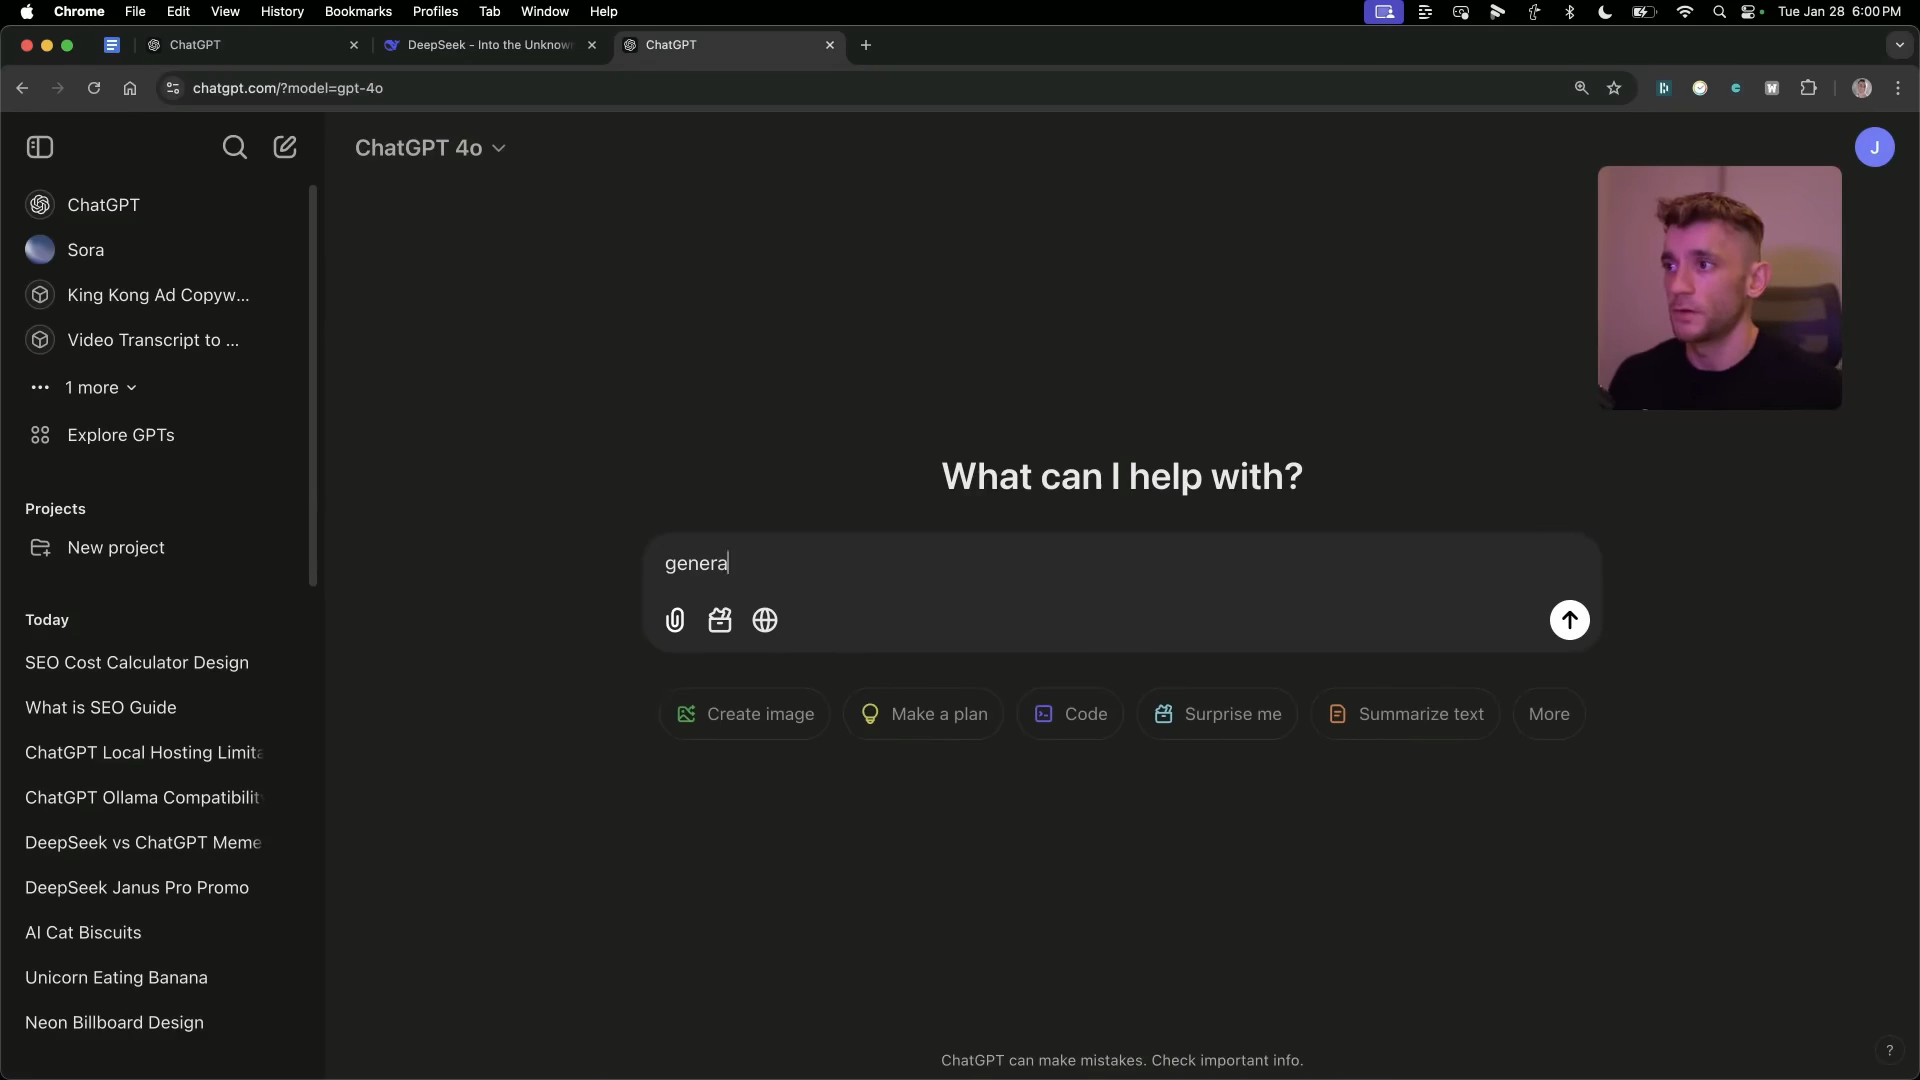 Chrome File Edit View History Bookmarks Profiles Tab Window Help Tue Jan 28 6:00 PM
ChatGPT DeepSeek - Into the Unknow ChatGPT
chatgpt.com/?model=gpt-4o
ChatGPT 4o
J
ChatGPT
Sora
King Kong Ad Copyw...
Video Transcript to ...
1 more
Explore GPTs
Projects
New project
Today
SEO Cost Calculator Design
What is SEO Guide
ChatGPT Local Hosting Limita
ChatGPT Ollama Compatibilit
DeepSeek vs ChatGPT Meme
DeepSeek Janus Pro Promo
AI Cat Biscuits
Unicorn Eating Banana
Neon Billboard Design
What can I help with?
genera
Create image Make a plan Code Surprise me Summarize text More
ChatGPT can make mistakes. Check important info.
?